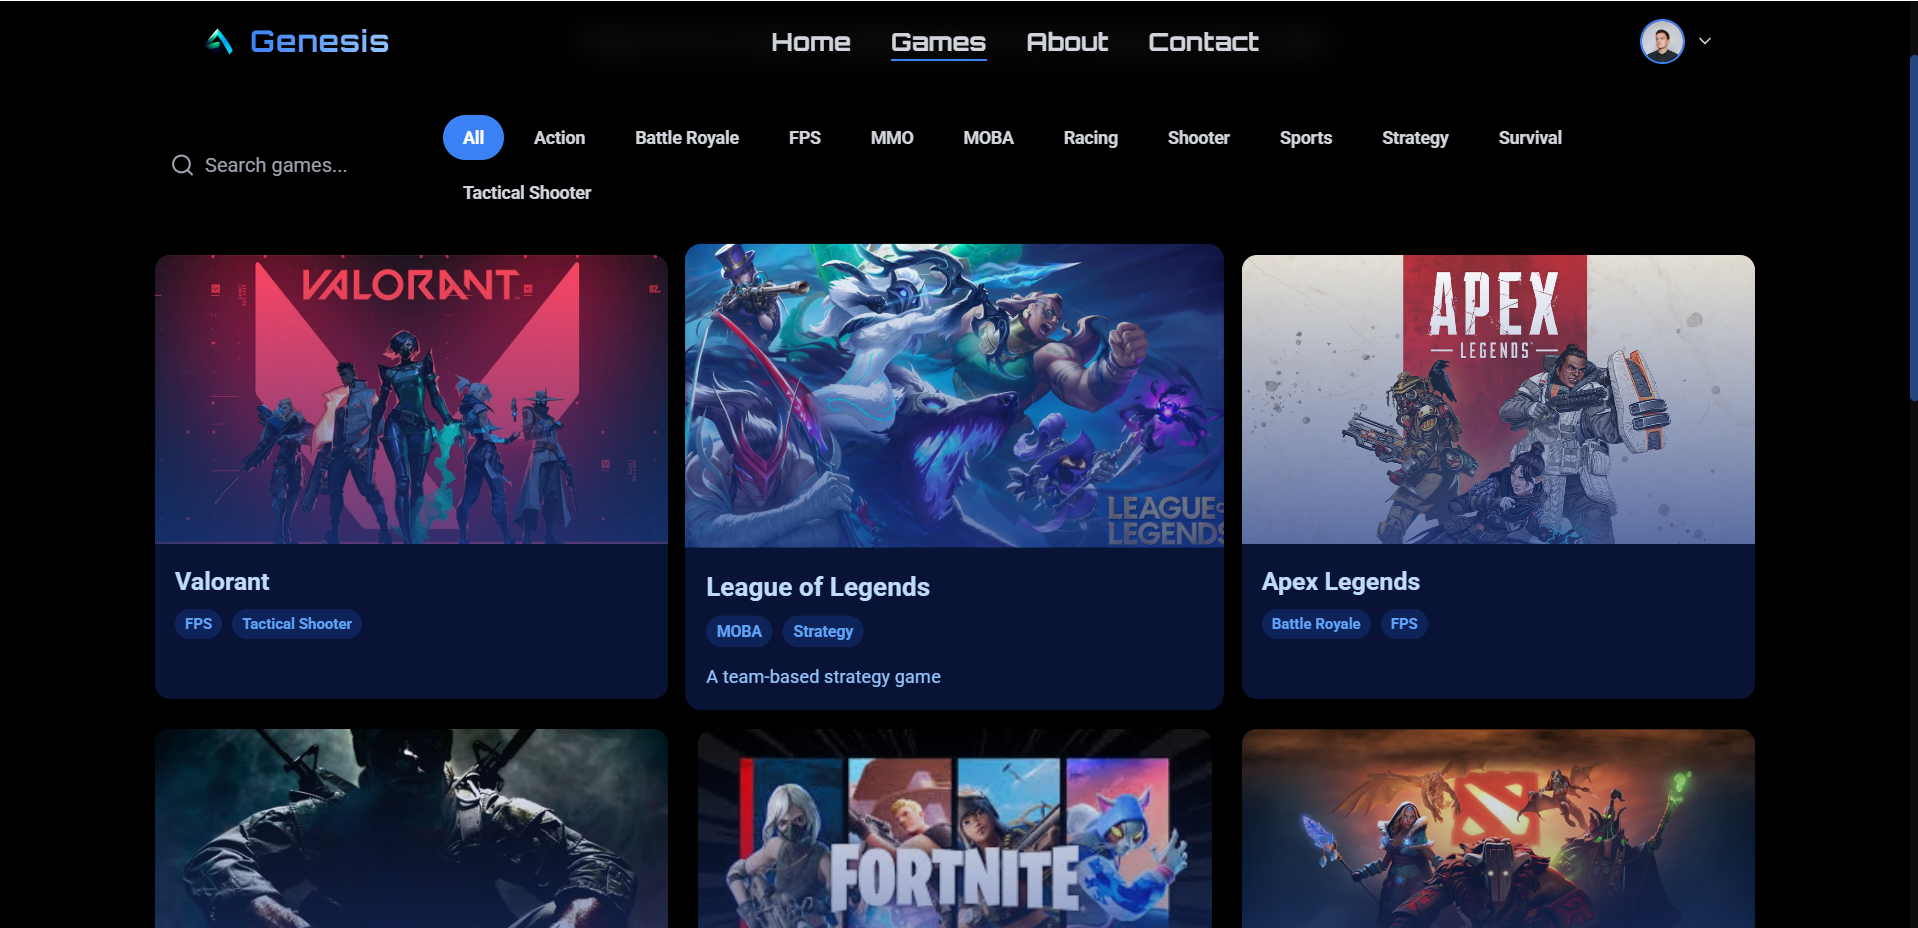 Genesis
Home Games About Contact
All Action Battle Royale FPS MMO MOBA Racing Shooter Sports Strategy Survival
Search games...
Tactical Shooter
VALORANT
02.
APEX
LEGENDS
LEAGUE OF
LEGENDS
Valorant
FPS Tactical Shooter
League of Legends
MOBA Strategy
A team-based strategy game
Apex Legends
Battle Royale FPS
FORTNITE